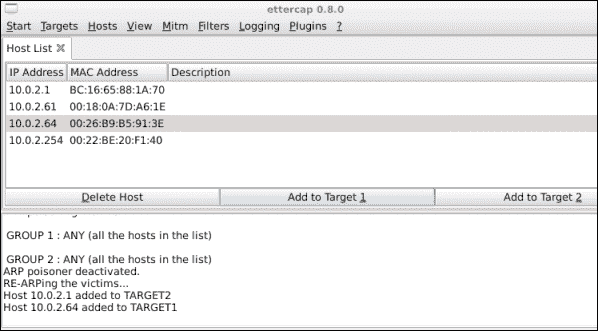 ettercap 0.8.0
Start Targets Hosts View Mitm Filters Logging Plugins ?
Host List ✖
IP Address MAC Address Description
10.0.2.1 BC:16:65:88:1A:70
10.0.2.61 00:18:0A:7D:A6:1E
10.0.2.64 00:26:B9:B5:91:3E
10.0.2.254 00:22:BE:20:F1:40
Delete Host Add to Target 1 Add to Target 2
GROUP 1 : ANY (all the hosts in the list)
GROUP 2 : ANY (all the hosts in the list)
ARP poisoner deactivated.
RE-ARPing the victims...
Host 10.0.2.1 added to TARGET2
Host 10.0.2.64 added to TARGET1